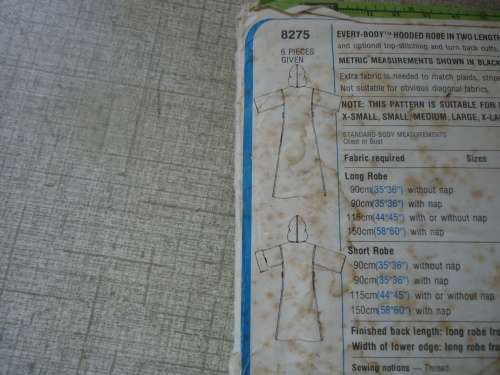 8275
6 PIECES
GIVEN
EVERY-BODY™ HOODED ROBE IN TWO LENGT
and optional top-stitching and turn back cuffs.
METRIC MEASUREMENTS SHOWN IN BLACK
Extra fabric is needed to match plaids,
Not suitable for obvious diagonal fabrics.
NOTE: THIS PATTERN IS SUITABLE FOR
X-SMALL, SMALL, MEDIUM, LARGE, X-LA
STANDARD BODY MEASUREMENTS
Chest or Bust
Fabric required Sizes
Long Robe
90cm(35"36") without nap
90cm(35"36") with nap
115cm(44"45") with or without nap
150cm(58"60") with nap
Short Robe
90cm(35"36") without nap
90cm(35"36") with nap
115cm(44"45") with or without nap
150cm(58"60") with nap
Finished back length: long robe fro
Width of lower edge: long robe fro
Sewing notions — Thread